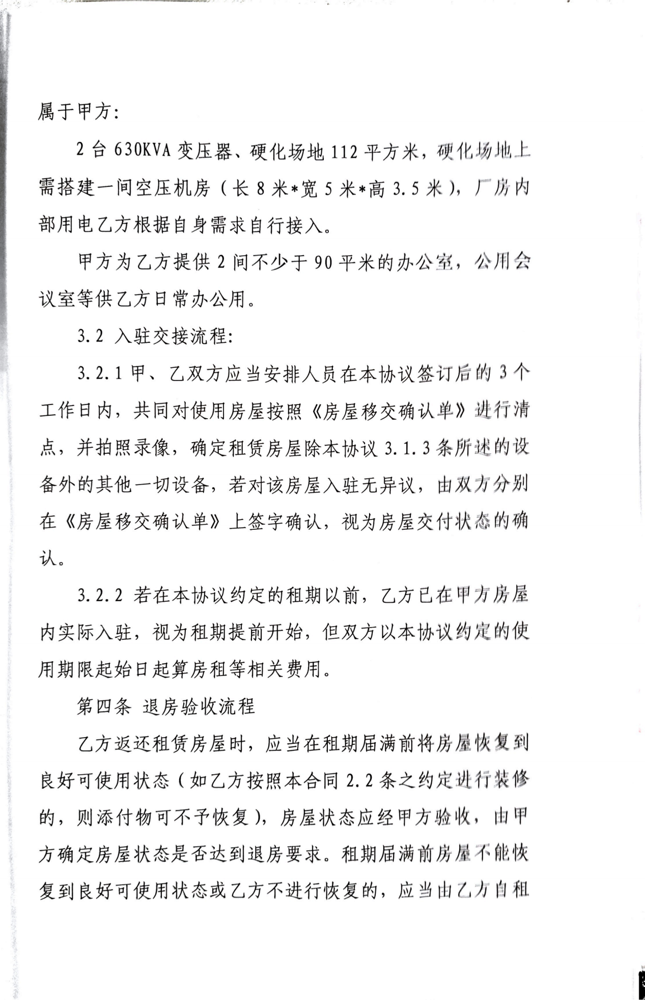 属于甲方：
2台630KVA变压器、硬化场地112平方米，硬化场地上
需搭建一间空压机房（长8米*宽5米*高3.5米），厂房内
部用电乙方根据自身需求自行接入。
甲方为乙方提供2间不少于90平米的办公室，公用会
议室等供乙方日常办公用。
3.2 入驻交接流程：
3.2.1甲、乙双方应当安排人员在本协议签订后的3个
工作日内，共同对使用房屋按照《房屋移交确认单》进行清
点，并拍照录像，确定租赁房屋除本协议3.1.3条所述的设
备外的其他一切设备，若对该房屋入驻无异议，由双方分别
在《房屋移交确认单》上签字确认，视为房屋交付状态的确
认。
3.2.2 若在本协议约定的租期以前，乙方已在甲方房屋
内实际入驻，视为租期提前开始，但双方以本协议约定的使
用期限起始日起算房租等相关费用。
第四条 退房验收流程
乙方返还租赁房屋时，应当在租期届满前将房屋恢复到
良好可使用状态（如乙方按照本合同2.2条之约定进行装修
的，则添付物可不予恢复），房屋状态应经甲方验收，由甲
方确定房屋状态是否达到退房要求。租期届满前房屋不能恢
复到良好可使用状态或乙方不进行恢复的，应当由乙方自租